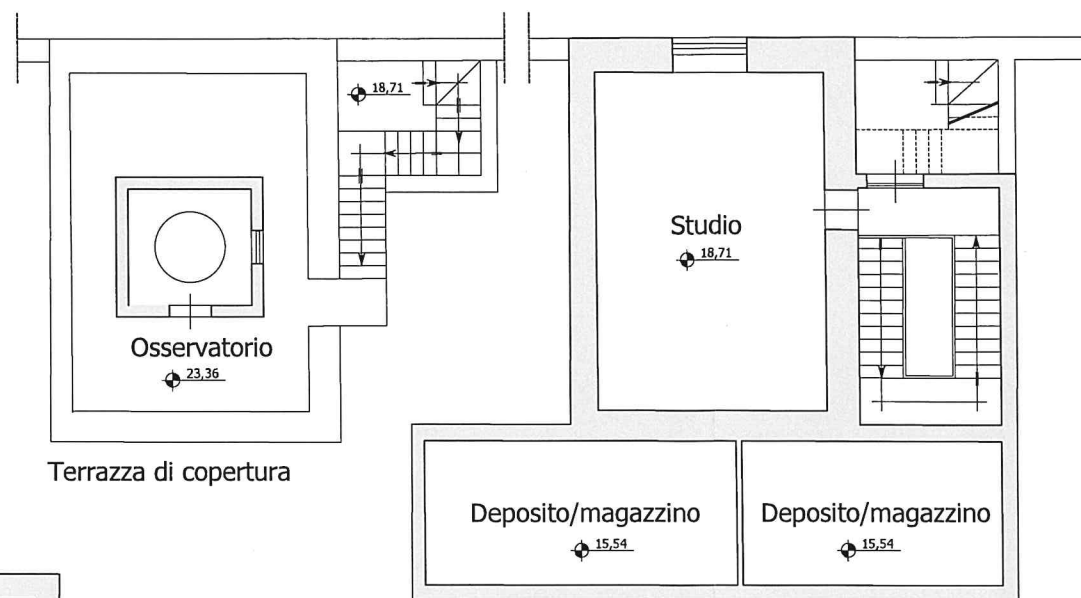 18,71
Osservatorio
23,36
Terrazza di copertura
Studio
18,71
Deposito/magazzino
15,54
Deposito/magazzino
15,54